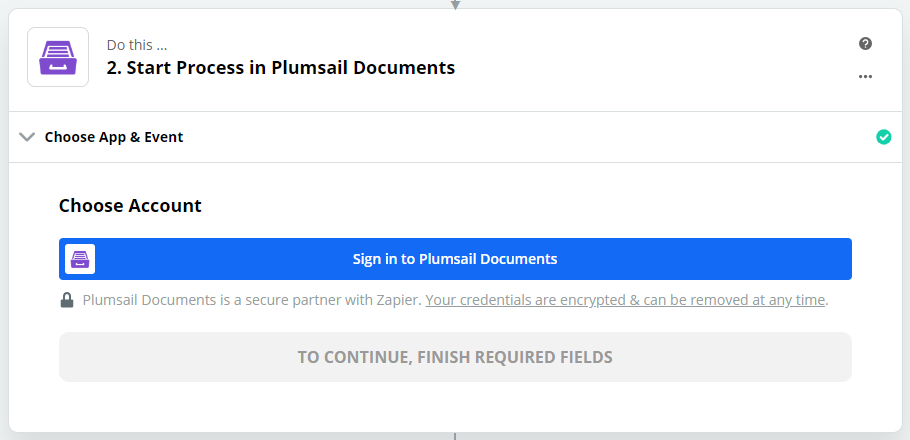 Do this ...
2. Start Process in Plumsail Documents
Choose App & Event
Choose Account
Sign in to Plumsail Documents
Plumsail Documents is a secure partner with Zapier. Your credentials are encrypted & can be removed at any time.
TO CONTINUE, FINISH REQUIRED FIELDS